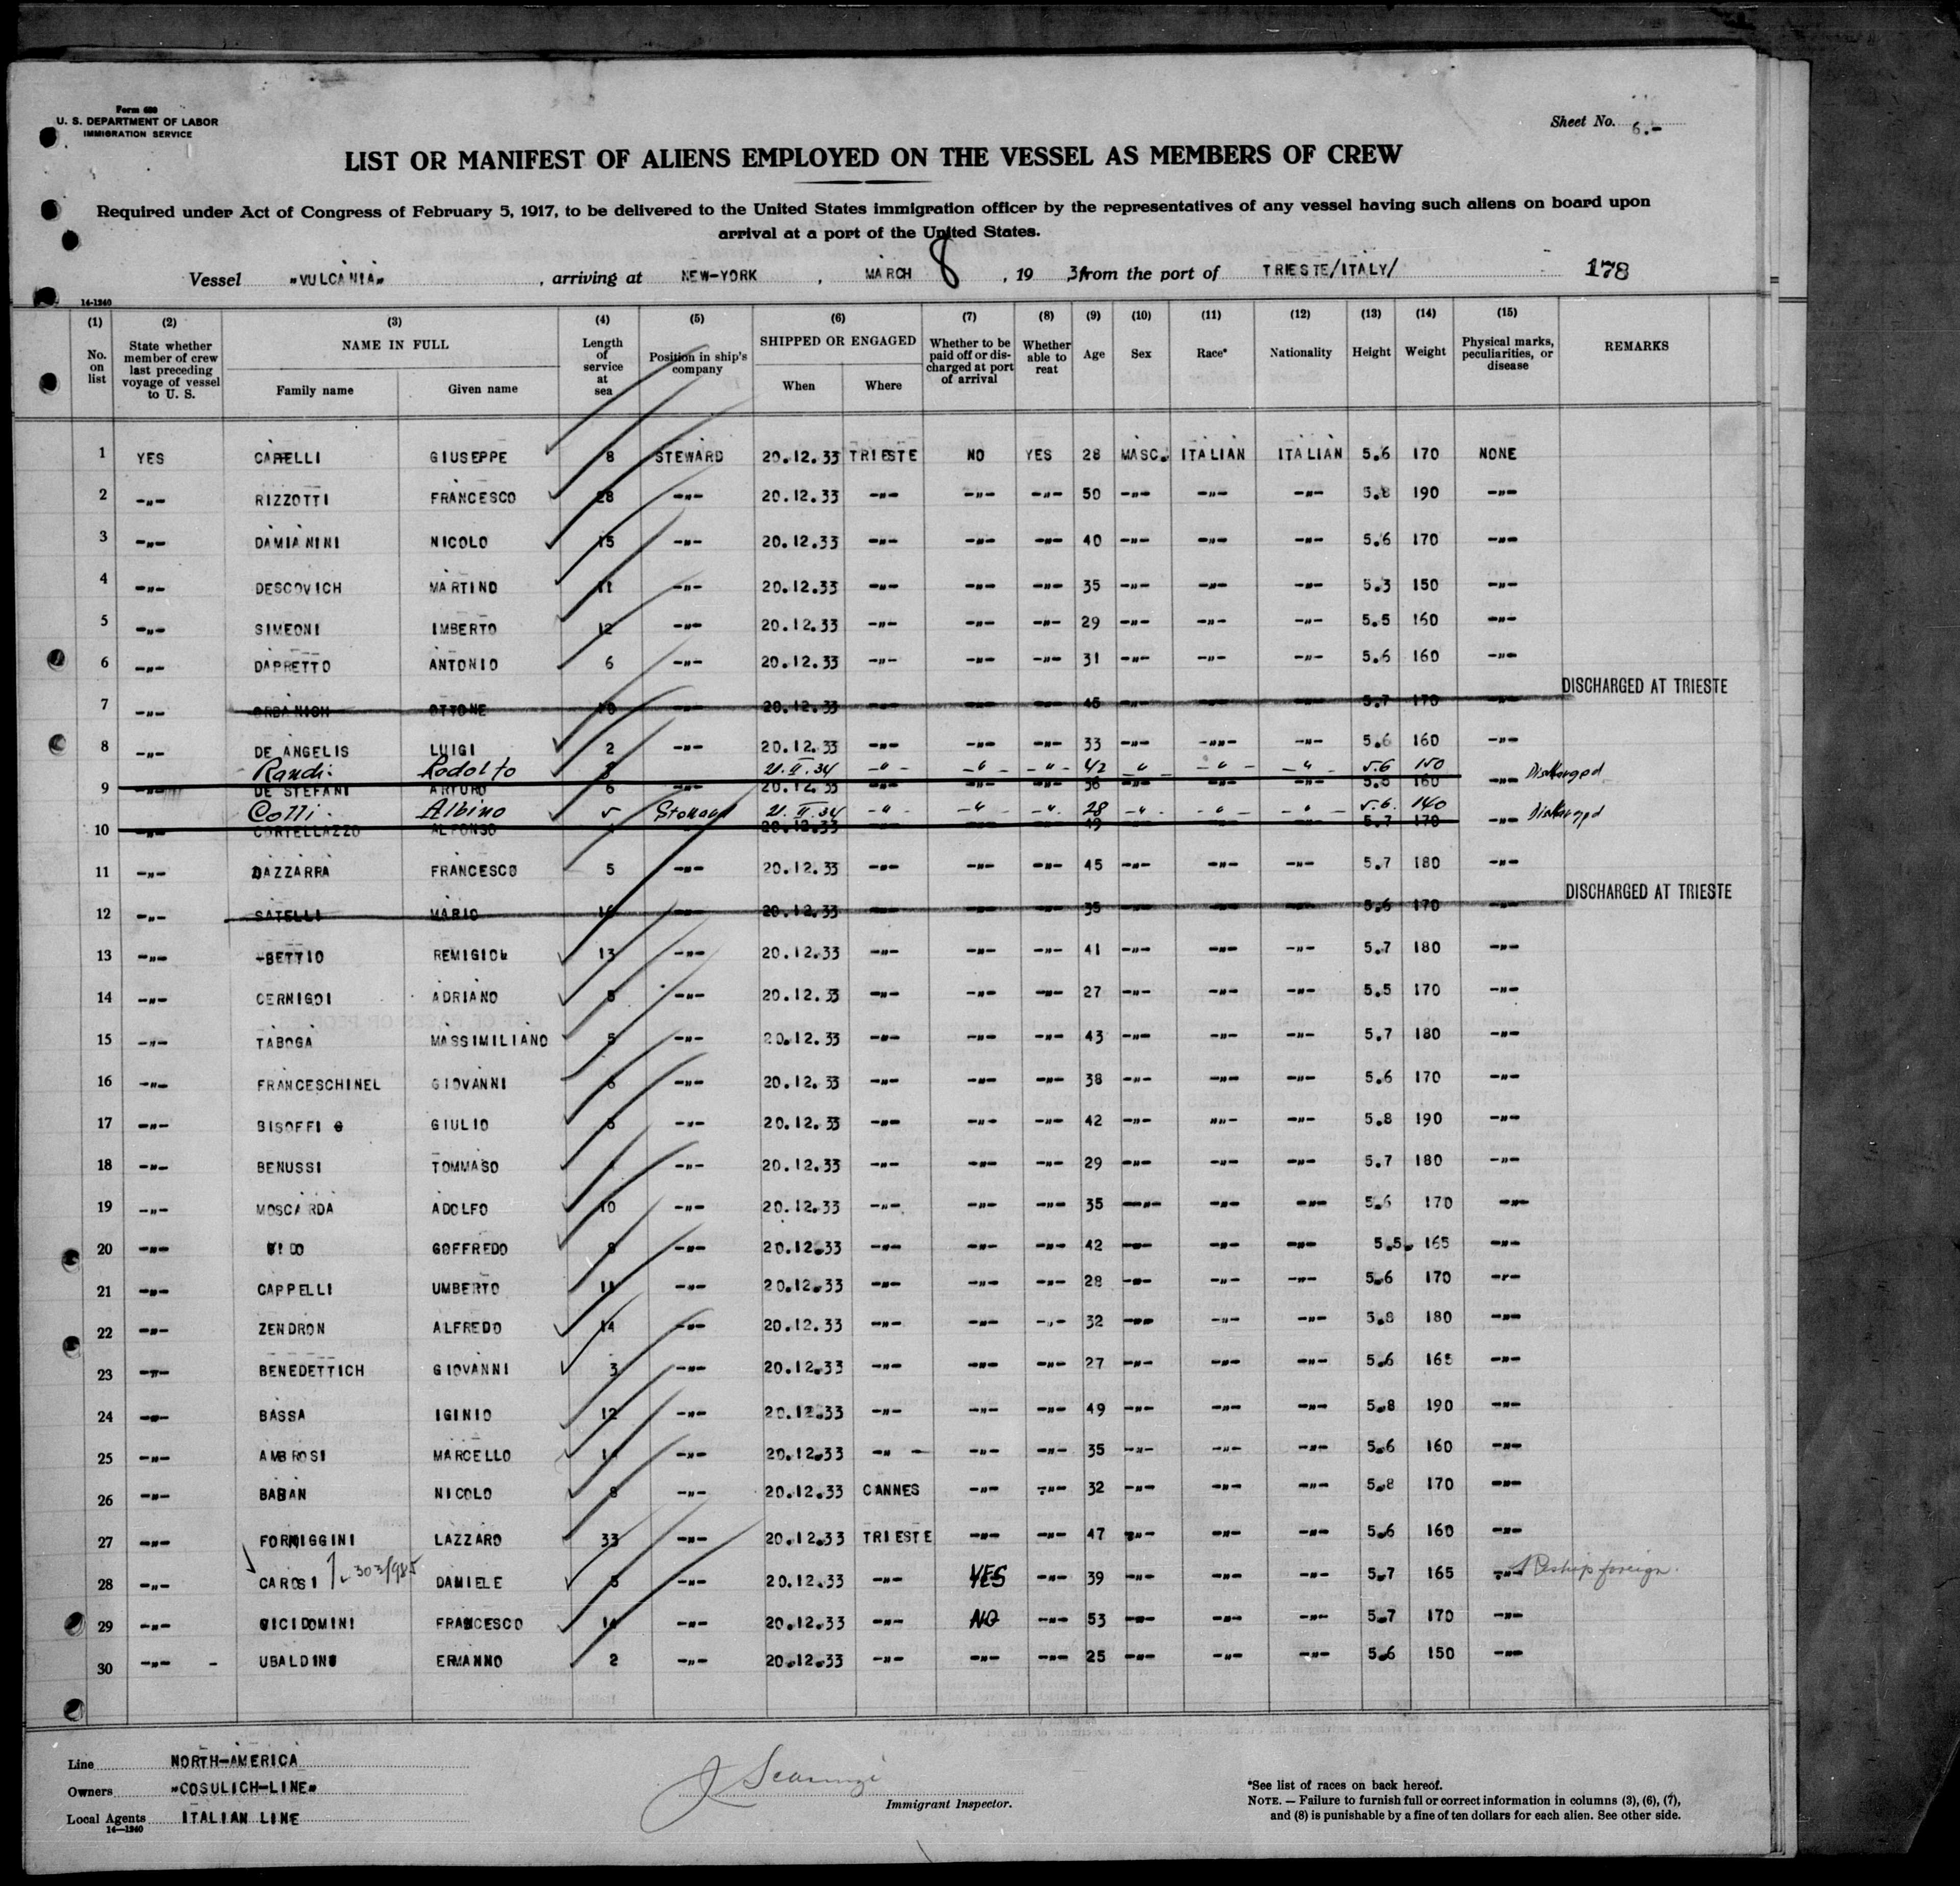 Form 680
U. S. DEPARTMENT OF LABOR
IMMIGRATION SERVICE
Sheet No. 6.-
LIST OR MANIFEST OF ALIENS EMPLOYED ON THE VESSEL AS MEMBERS OF CREW
Required under Act of Congress of February 5, 1917, to be delivered to the United States immigration officer by the representatives of any vessel having such aliens on board upon
arrival at a port of the United States.
Vessel "VULCANIA" , arriving at NEW-YORK , MARCH 8 , 19 34 from the port of TRIESTE/ITALY/ 178
14-1240
(1) (2) (3) (4) (5) (6) (7) (8) (9) (10) (11) (12) (13) (14) (15)
No. on list State whether member of crew last preceding voyage of vessel to U. S. NAME IN FULL Length of service at sea Position in ship's company SHIPPED OR ENGAGED Whether to be paid off or discharged at port of arrival Whether able to reat Age Sex Race* Nationality Height Weight Physical marks, peculiarities, or disease REMARKS
Family name Given name When Where
1 YES CARELLI GIUSEPPE 8 STEWARD 20.12.33 TRIESTE NO YES 28 MASC. ITALIAN ITALIAN 5.6 170 NONE
2 -"- RIZZOTTI FRANCESCO 28 -"- 20.12.33 -"- -"- -"- 50 -"- -"- -"- 5.8 190 -"-
3 -"- DAMIANINI NICOLO 15 -"- 20.12.33 -"- -"- -"- 40 -"- -"- -"- 5.6 170 -"-
4 -"- DESCOVICH MARTINO 11 -"- 20.12.33 -"- -"- -"- 35 -"- -"- -"- 5.3 150 -"-
5 -"- SIMEONI IMBERTO 12 -"- 20.12.33 -"- -"- -"- 29 -"- -"- -"- 5.5 160 -"-
6 -"- DAPRETTO ANTONIO 6 -"- 20.12.33 -"- -"- -"- 31 -"- -"- -"- 5.6 160 -"-
7 -"- ORBANICH OTTONE 20.12.33 45 5.7 170 DISCHARGED AT TRIESTE
8 -"- DE ANGELIS LUIGI 2 -"- 20.12.33 -"- -"- -"- 33 -"- -"- -"- 5.6 160 -"-
Randi Rodolfo 21.II.34 -"- -"- -"- 42 -"- -"- -"- 5.6 150 Discharged
9 -"- DE STEFANI ARTURO 6 20.12.33 36 5.8 160 -"-
Colli Albino 5 21.II.34 -"- -"- -"- 28 -"- -"- -"- 5.6. 140 Discharged
10 -"- CORTELLAZZO ALFONSO 20.12.33 49 5.7 170 -"-
11 -"- DAZZARRA FRANCESCO 5 -"- 20.12.33 -"- -"- -"- 45 -"- -"- -"- 5.7 180 -"-
12 -"- SATELLI MARIO 20.12.33 35 5.6 170 DISCHARGED AT TRIESTE
13 -"- BETTIO REMIGIO 13 -"- 20.12.33 -"- -"- -"- 41 -"- -"- -"- 5.7 180 -"-
14 -"- CERNIGOI ADRIANO -"- 20.12.33 -"- -"- -"- 27 -"- -"- -"- 5.5 170 -"-
15 -"- TABOGA MASSIMILIANO 5 -"- 20.12.33 -"- -"- -"- 43 -"- -"- -"- 5.7 180 -"-
16 -"- FRANCESCHINEL GIOVANNI 6 -"- 20.12.33 -"- -"- -"- 38 -"- -"- -"- 5.6 170 -"-
17 -"- BISOFFI GIULIO -"- 20.12.33 -"- -"- -"- 42 -"- -"- -"- 5.8 190 -"-
18 -"- BENUSSI TOMMASO -"- 20.12.33 -"- -"- -"- 29 -"- -"- -"- 5.7 180 -"-
19 -"- MOSCARDA ADOLFO 10 -"- 20.12.33 -"- -"- -"- 35 -"- -"- -"- 5.6 170 -"-
20 -"- GOFFREDO -"- 20.12.33 -"- -"- -"- 42 -"- -"- -"- 5.5. 165 -"-
21 -"- CAPPELLI UMBERTO 11 -"- 20.12.33 -"- -"- -"- 28 -"- -"- -"- 5.6 170 -"-
22 -"- ZENDRON ALFREDO 14 -"- 20.12.33 -"- -"- -"- 32 -"- -"- -"- 5.8 180 -"-
23 -"- BENEDETTICH GIOVANNI 3 -"- 20.12.33 -"- -"- -"- 27 -"- -"- -"- 5.6 165 -"-
24 -"- BASSA IGINIO 12 -"- 20.12.33 -"- -"- -"- 49 -"- -"- -"- 5.8 190 -"-
25 -"- AMBROSI MARCELLO -"- 20.12.33 -"- -"- -"- 35 -"- -"- -"- 5.6 160 -"-
26 -"- BABAN NICOLO 8 -"- 20.12.33 CANNES -"- -"- 32 -"- -"- -"- 5.8 170 -"-
27 -"- FORMIGGINI LAZZARO 33 -"- 20.12.33 TRIESTE -"- -"- 47 -"- -"- -"- 5.6 160 -"-
28 -"- CAROSI 303/985 DANIELE -"- 20.12.33 -"- YES -"- 39 -"- -"- -"- 5.7 165 -"- Reship foreign.
29 -"- VICIDOMINI FRANCESCO -"- 20.12.33 -"- NO -"- 53 -"- -"- -"- 5.7 170 -"-
30 -"- UBALDINI ERMANNO 2 -"- 20.12.33 -"- -"- -"- 25 -"- -"- -"- 5.6 150 -"-
Line NORTH-AMERICA
Owners "COSULICH-LINE"
Local Agents ITALIAN LINE
14-1240
Immigrant Inspector.
*See list of races on back hereof.
NOTE. — Failure to furnish full or correct information in columns (3), (6), (7),
and (8) is punishable by a fine of ten dollars for each alien. See other side.